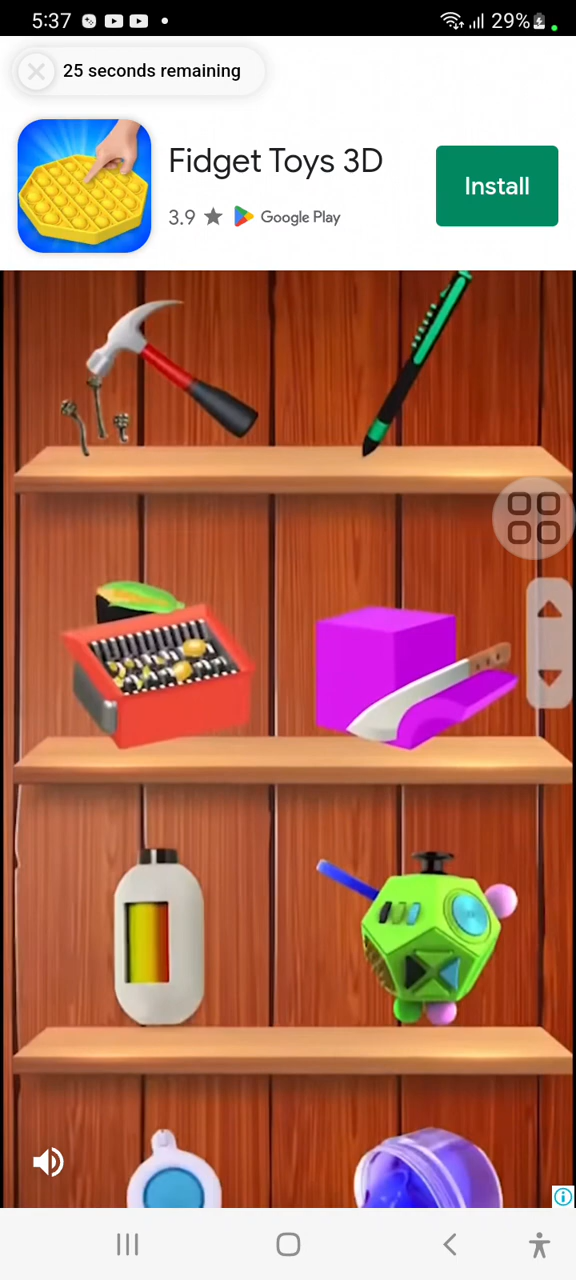 5:37 29%
25 seconds remaining
Fidget Toys 3D
3.9 ★ Google Play
Install